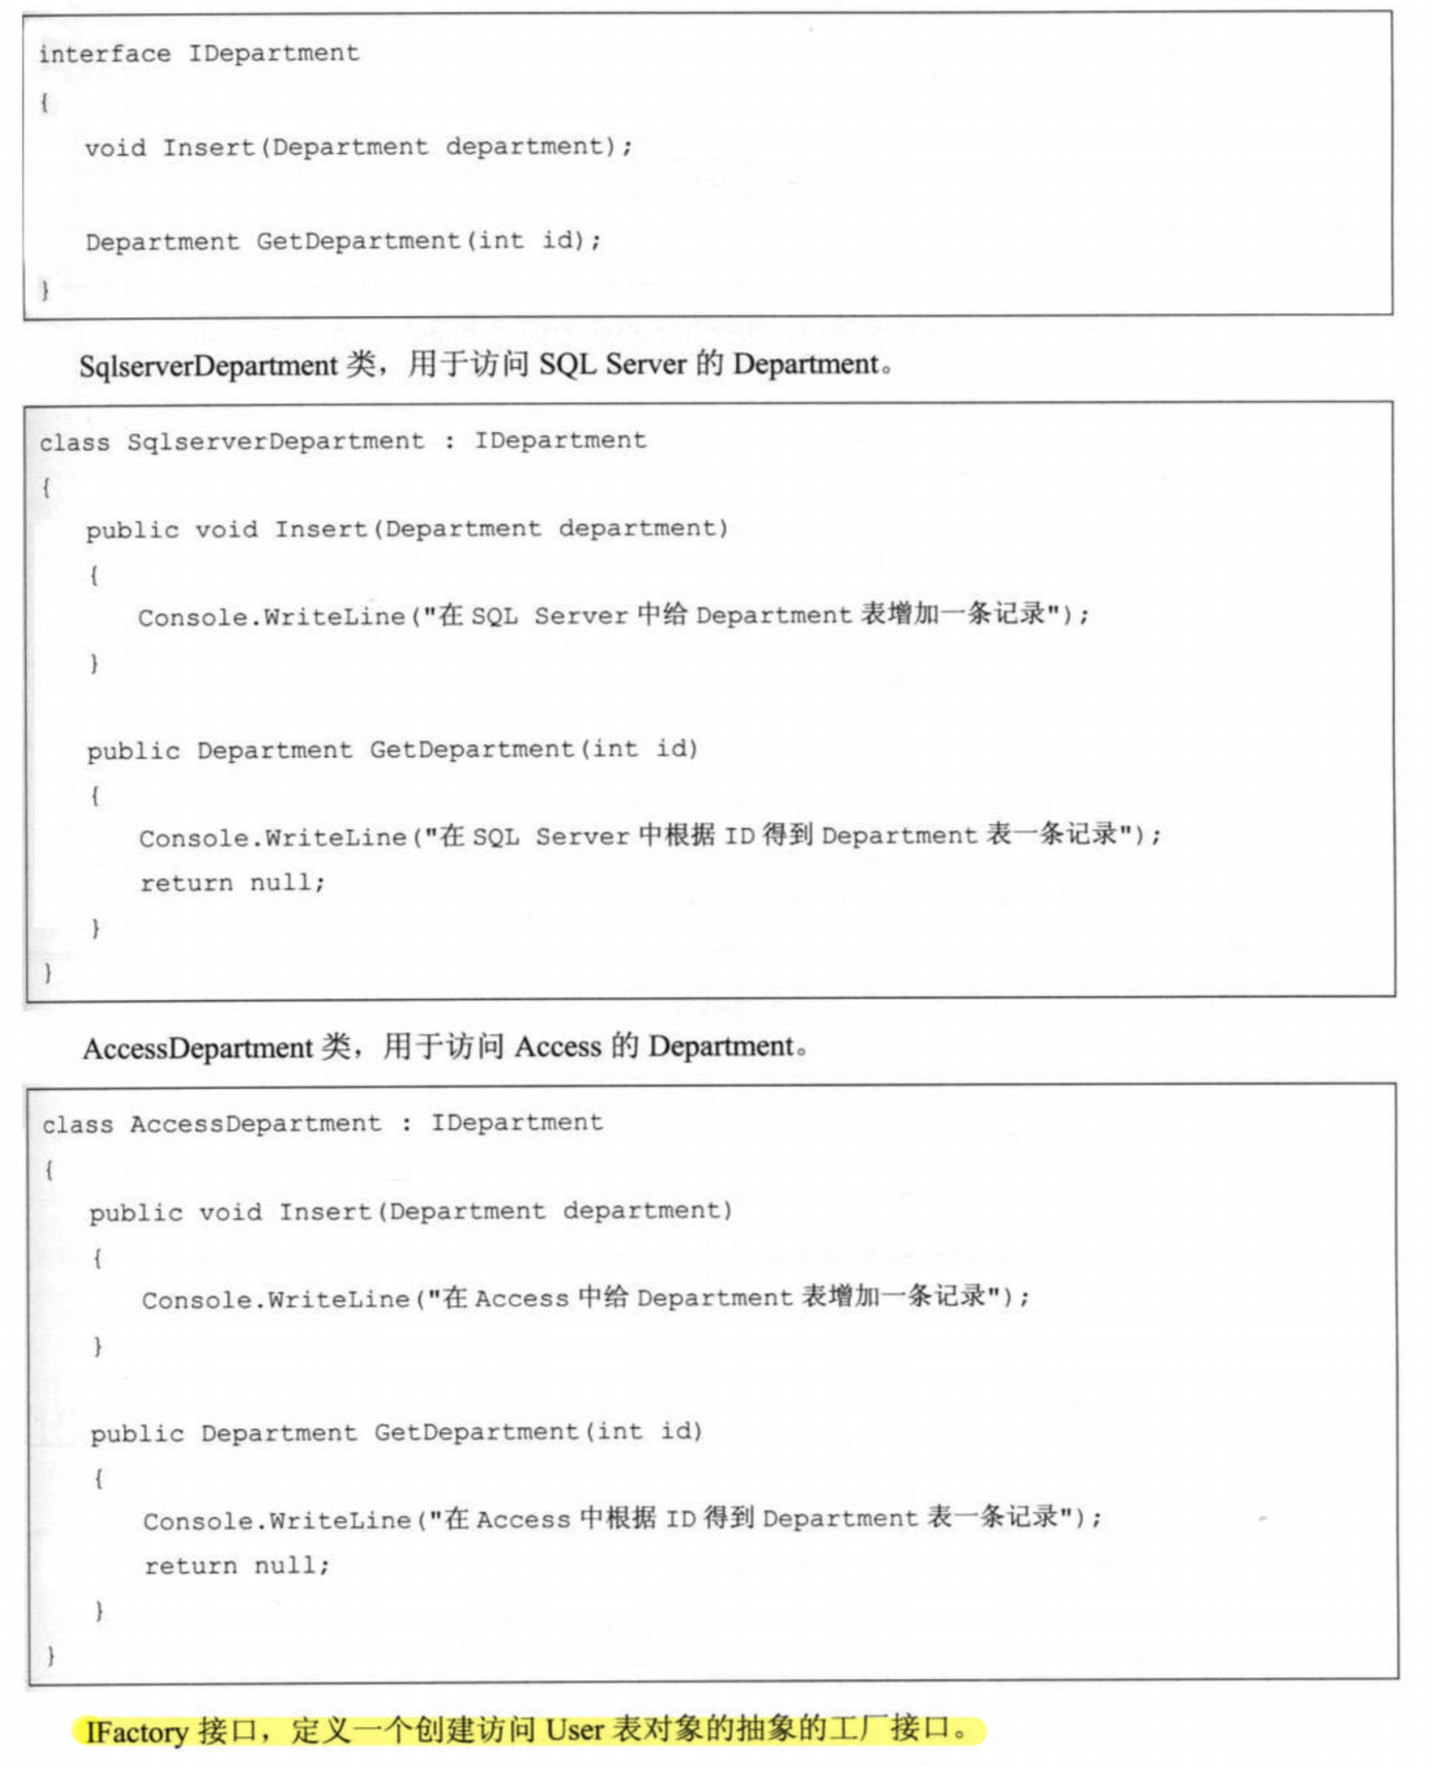 interface IDepartment
{
void Insert(Department department);
Department GetDepartment(int id);
}
SqlserverDepartment 类，用于访问 SQL Server 的 Department。
class SqlserverDepartment : IDepartment
{
public void Insert(Department department)
{
Console.WriteLine("在 SQL Server 中给 Department 表增加一条记录");
}
public Department GetDepartment(int id)
{
Console.WriteLine("在 SQL Server 中根据 ID 得到 Department 表一条记录");
return null;
}
}
AccessDepartment 类，用于访问 Access 的 Department。
class AccessDepartment : IDepartment
{
public void Insert(Department department)
{
Console.WriteLine("在 Access 中给 Department 表增加一条记录");
}
public Department GetDepartment(int id)
{
Console.WriteLine("在 Access 中根据 ID 得到 Department 表一条记录");
return null;
}
}
IFactory 接口，定义一个创建访问 User 表对象的抽象的工厂接口。